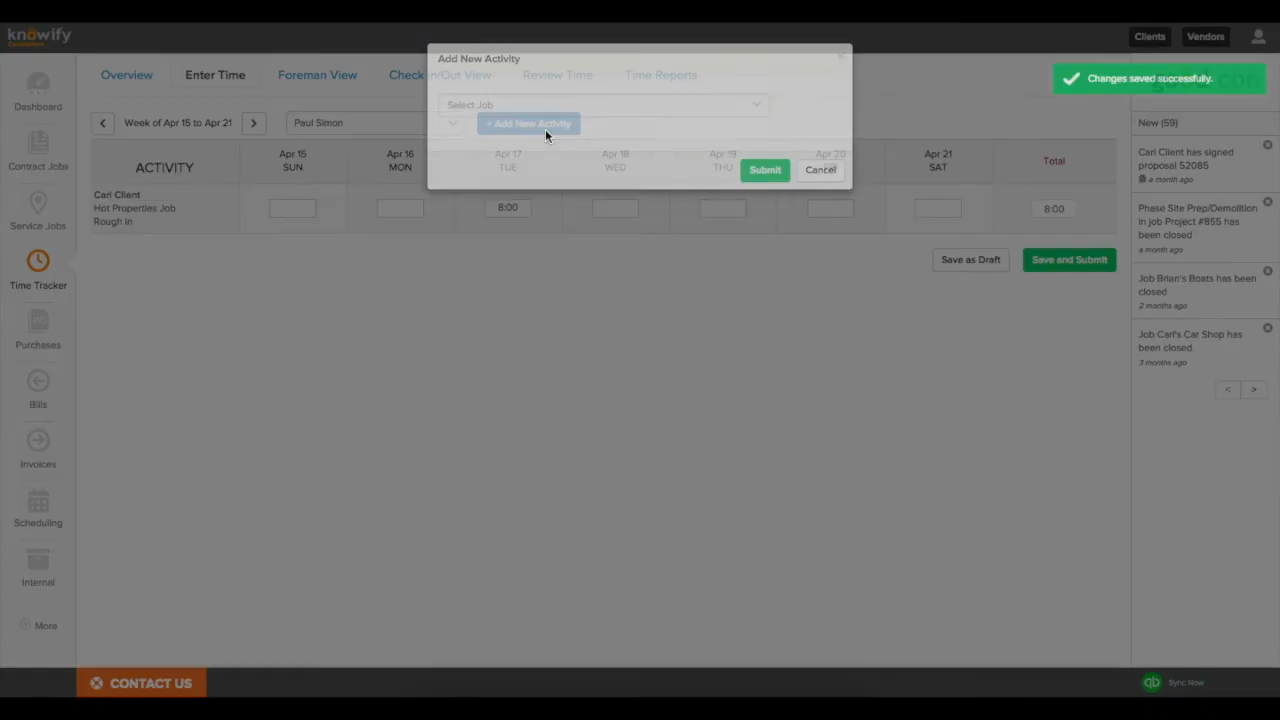 knowify
Clients
Vendors
Dashboard
Contract Jobs
Service Jobs
Time Tracker
Purchases
Bills
Invoices
Scheduling
Internal
More
Overview
Enter Time
Foreman View
Check In/Out View
Review Time
Time Reports
Add New Activity
Select Job
Submit
Cancel
Changes saved successfully.
Week of Apr 15 to Apr 21
Paul Simon
+ Add New Activity
ACTIVITY
Apr 15
SUN
Apr 16
MON
Apr 17
TUE
Apr 18
WED
Apr 19
THU
Apr 20
Apr 21
SAT
Total
Carl Client
Hot Properties Job
Rough in
8:00
8:00
Save as Draft
Save and Submit
New (59)
Carl Client has signed
proposal 52085
a month ago
Phase Site Prep/Demolition
in job Project #855 has
been closed
a month ago
Job Brian's Boats has been
closed
2 months ago
Job Carl's Car Shop has
been closed
3 months ago
<
>
CONTACT US
qb
Sync Now